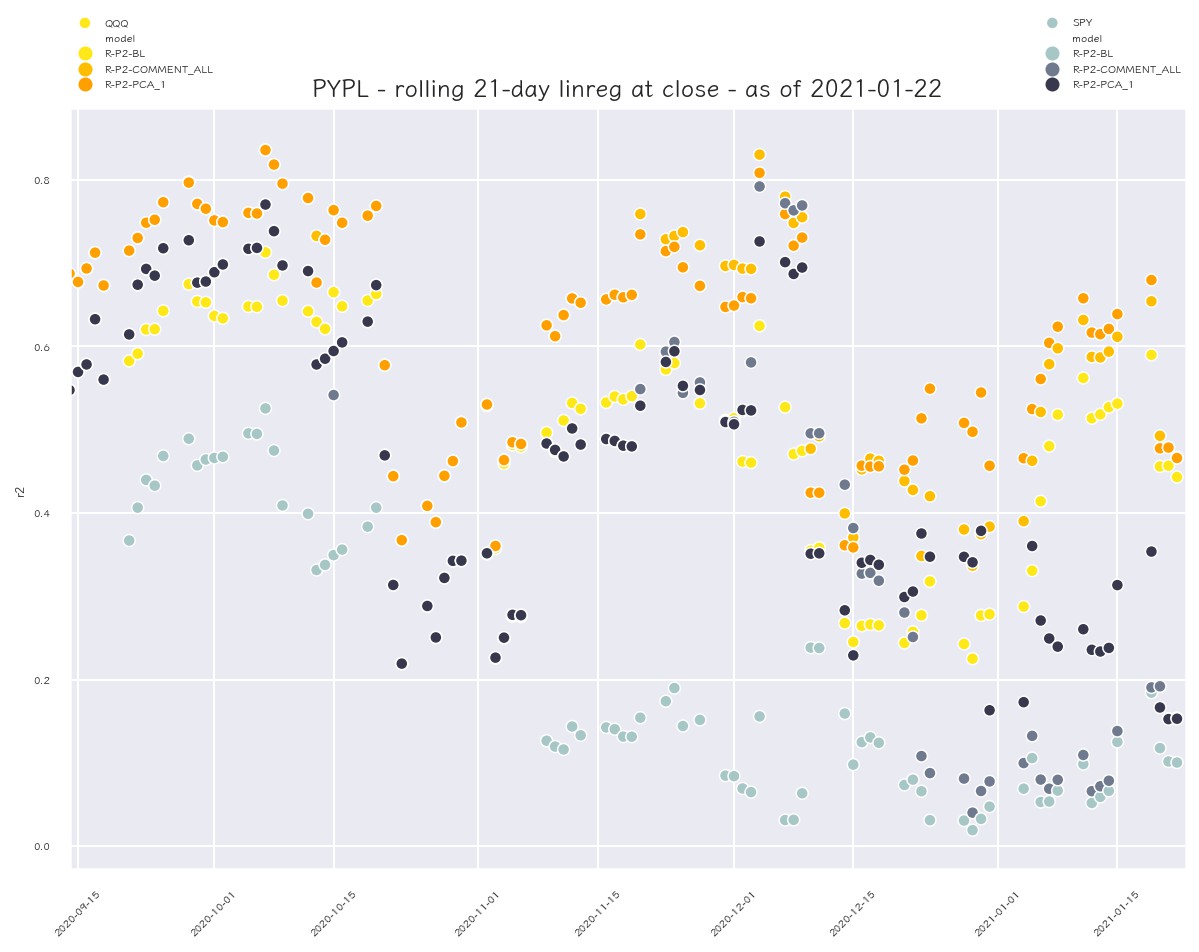 QQQ
model
R-P2-BL
R-P2-COMMENT_ALL
R-P2-PCA_1
SPY
model
R-P2-BL
R-P2-COMMENT_ALL
R-P2-PCA_1
PYPL - rolling 21-day linreg at close - as of 2021-01-22
r2
0.8
0.6
0.4
0.2
0.0
2020-09-15
2020-10-01
2020-10-15
2020-11-01
2020-11-15
2020-12-01
2020-12-15
2021-01-01
2021-01-15